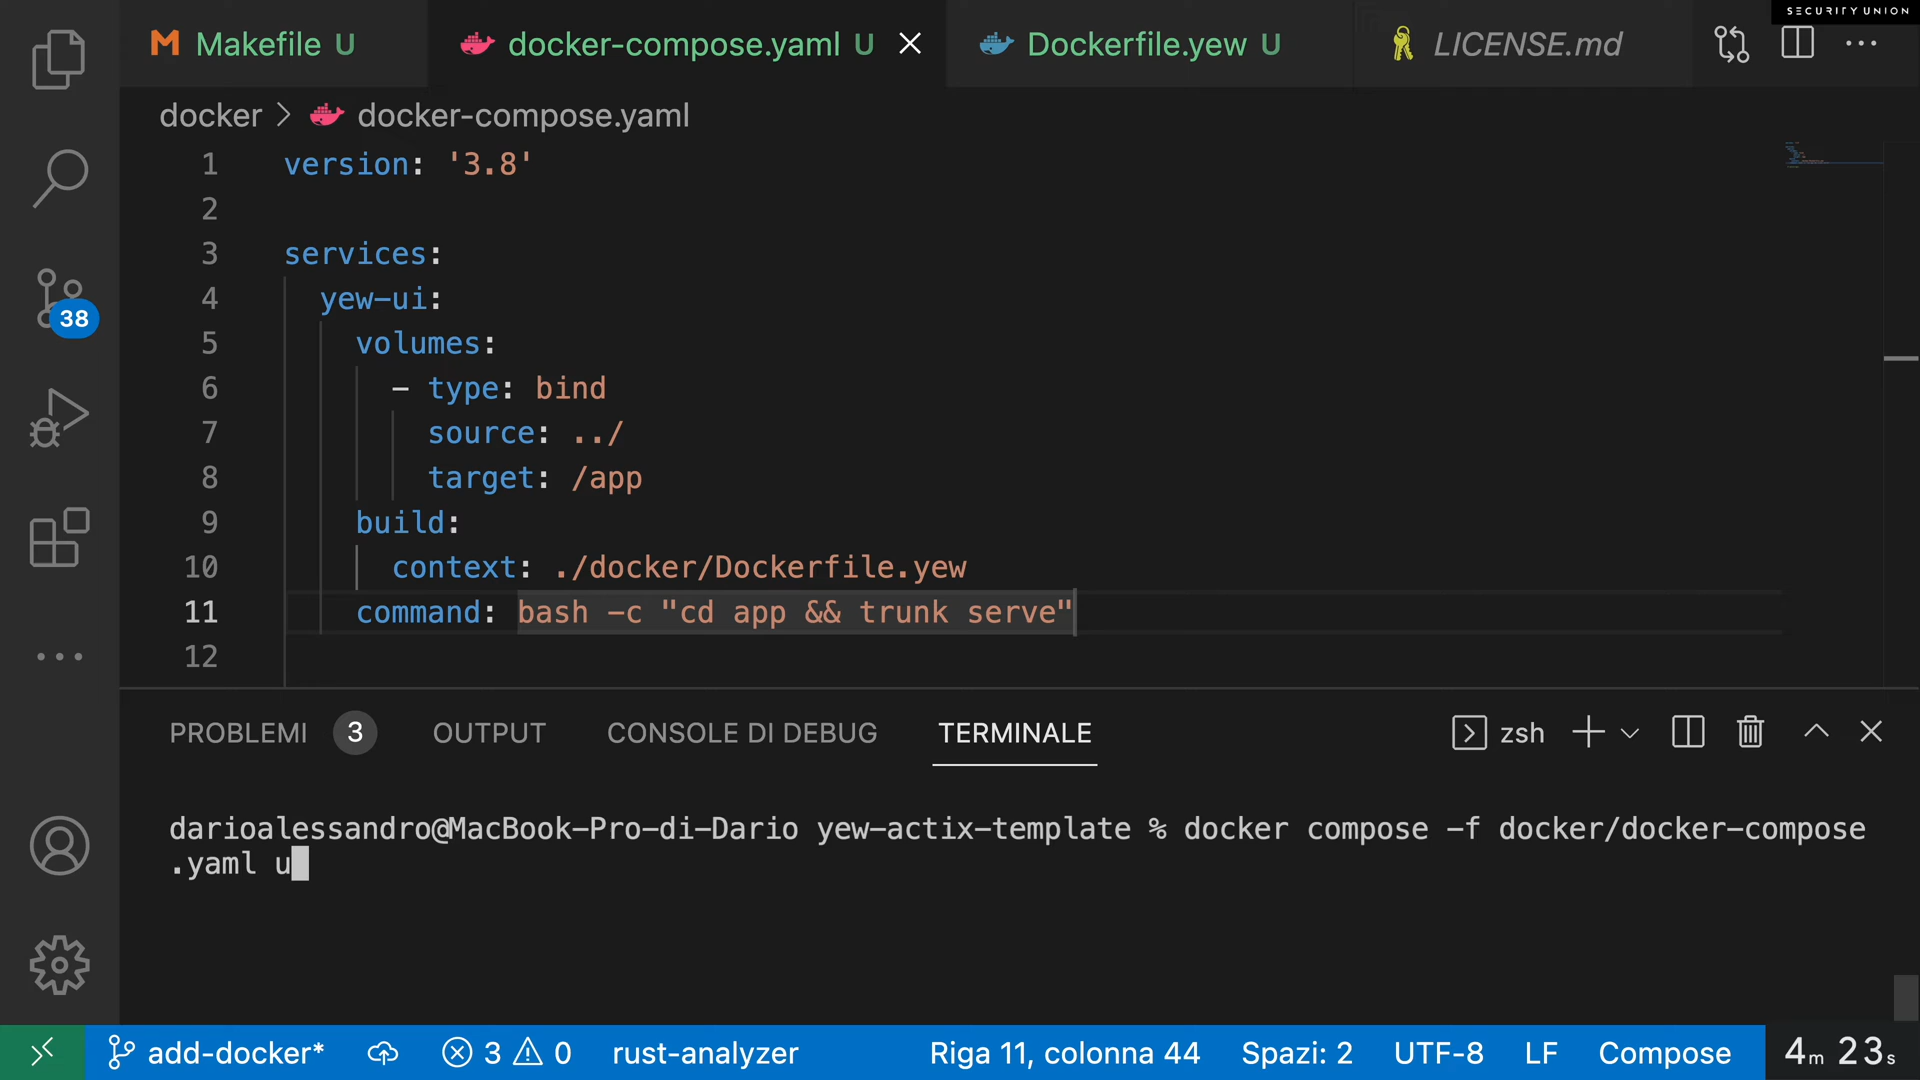 SECURITY UNION
Makefile U
docker-compose.yaml U
Dockerfile.yew U
LICENSE.md
docker > docker-compose.yaml
1 version: '3.8'
2
3 services:
4 yew-ui:
5 volumes:
6 - type: bind
7 source: ../
8 target: /app
9 build:
10 context: ./docker/Dockerfile.yew
11 command: bash -c "cd app && trunk serve"
12
38
PROBLEMI 3 OUTPUT CONSOLE DI DEBUG TERMINALE zsh
darioalessandro@MacBook-Pro-di-Dario yew-actix-template % docker compose -f docker/docker-compose
.yaml u
add-docker* 3 0 rust-analyzer Riga 11, colonna 44 Spazi: 2 UTF-8 LF Compose 4m 23s